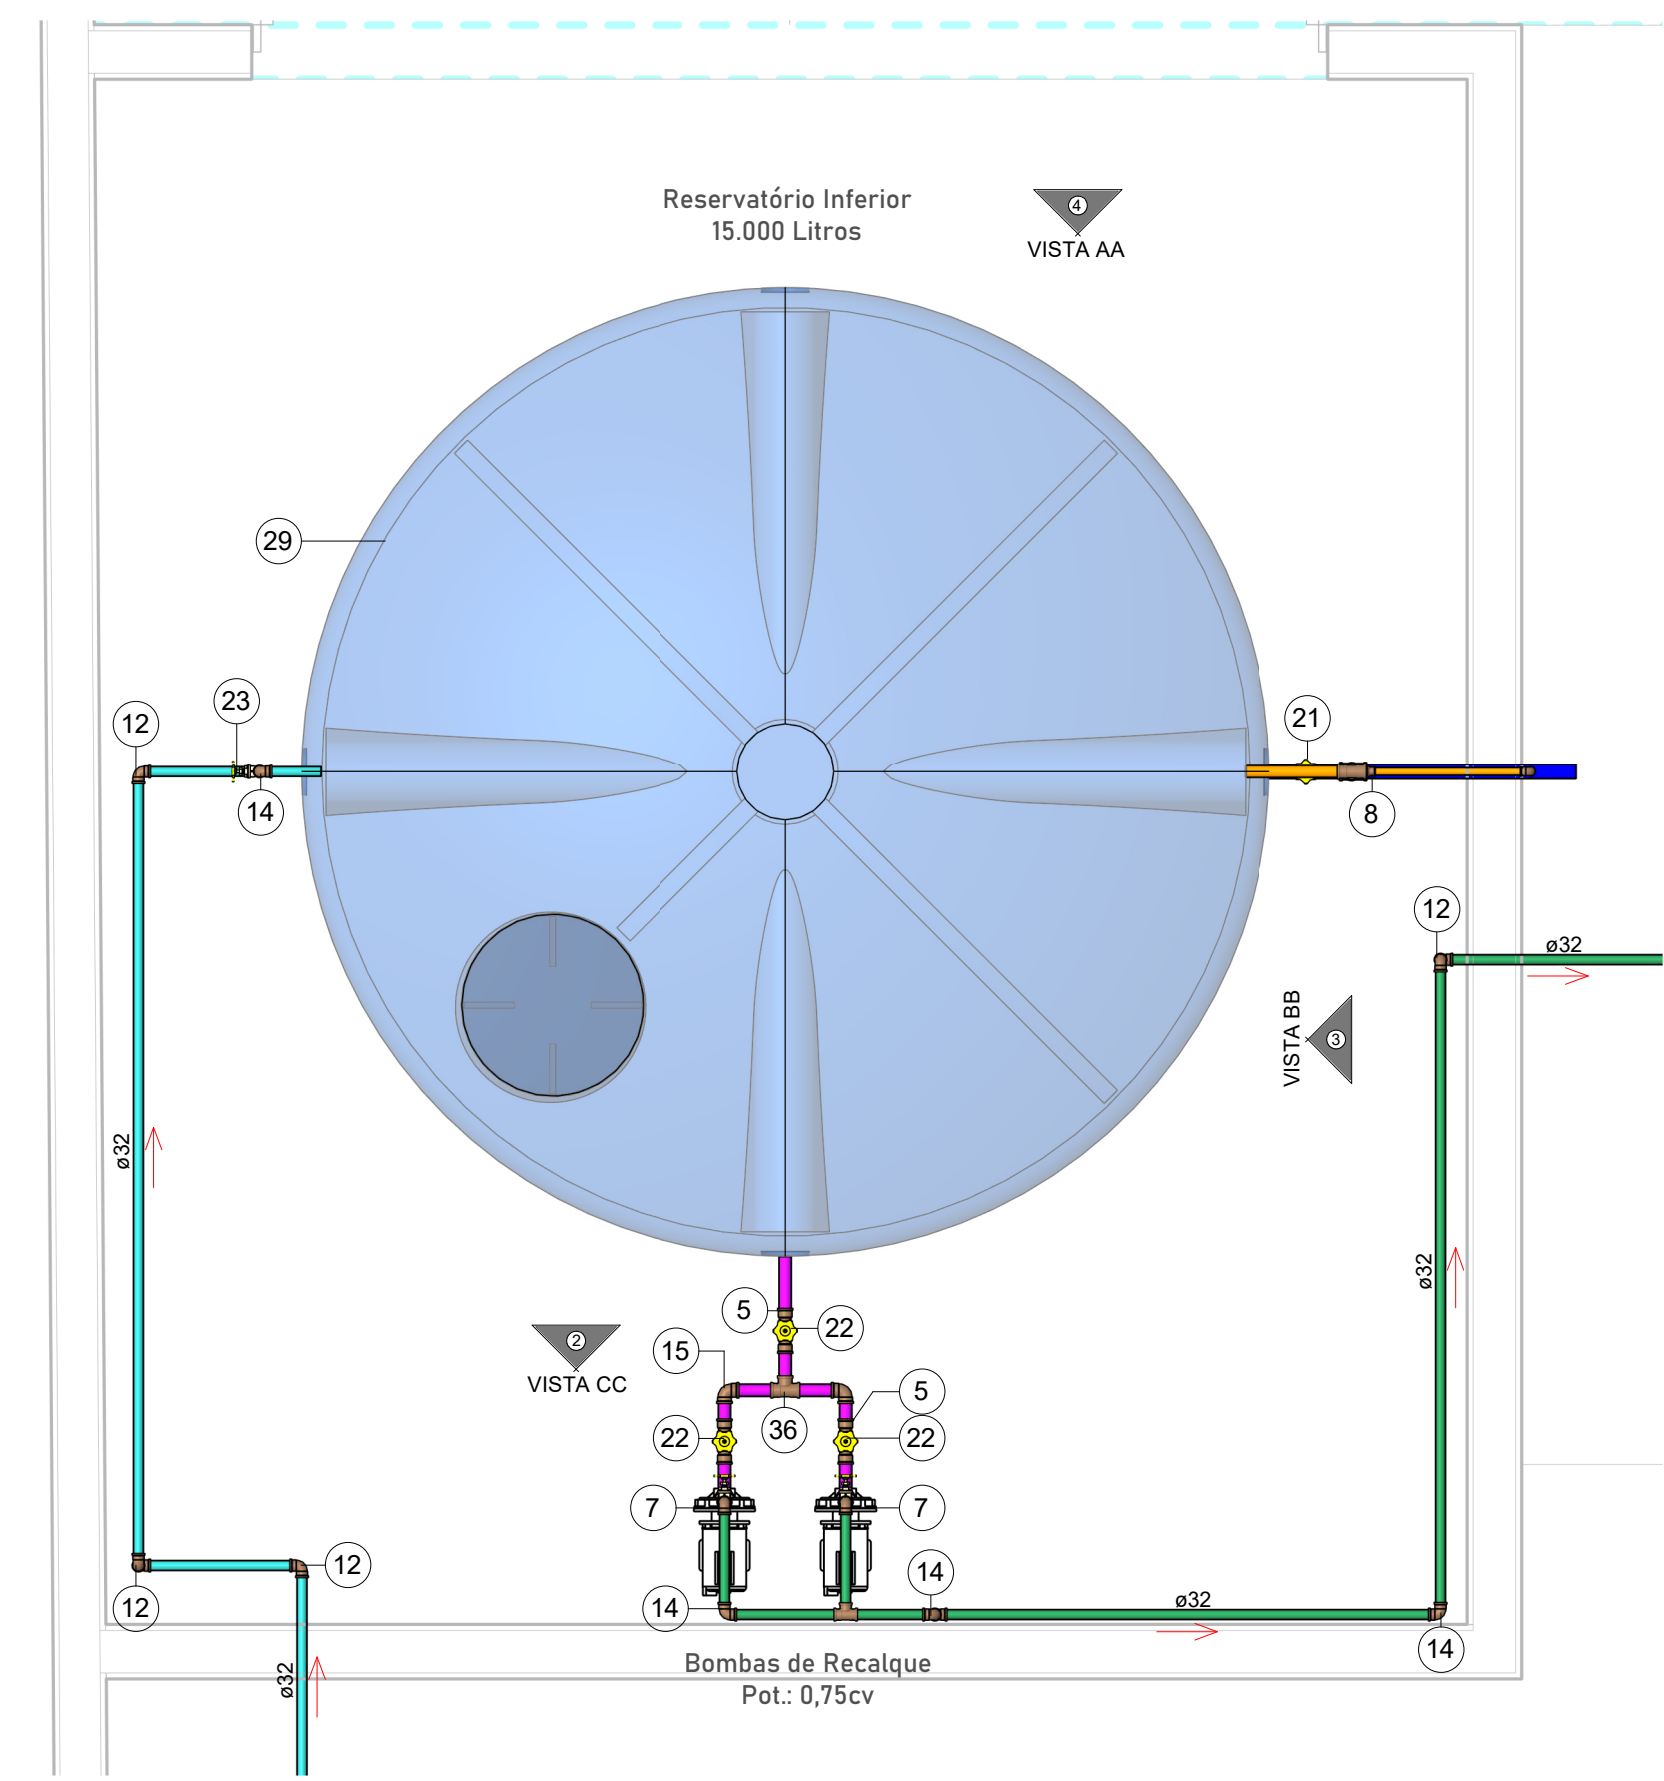 Reservatório Inferior
15.000 Litros
4
VISTA AA
29
23
12
14
21
8
12
ø32
VISTA BB
3
ø32
ø32
5
22
2
VISTA CC
15
5
36
22
22
7
7
12
12
14
14
ø32
14
ø32
Bombas de Recalque
Pot.: 0,75cv